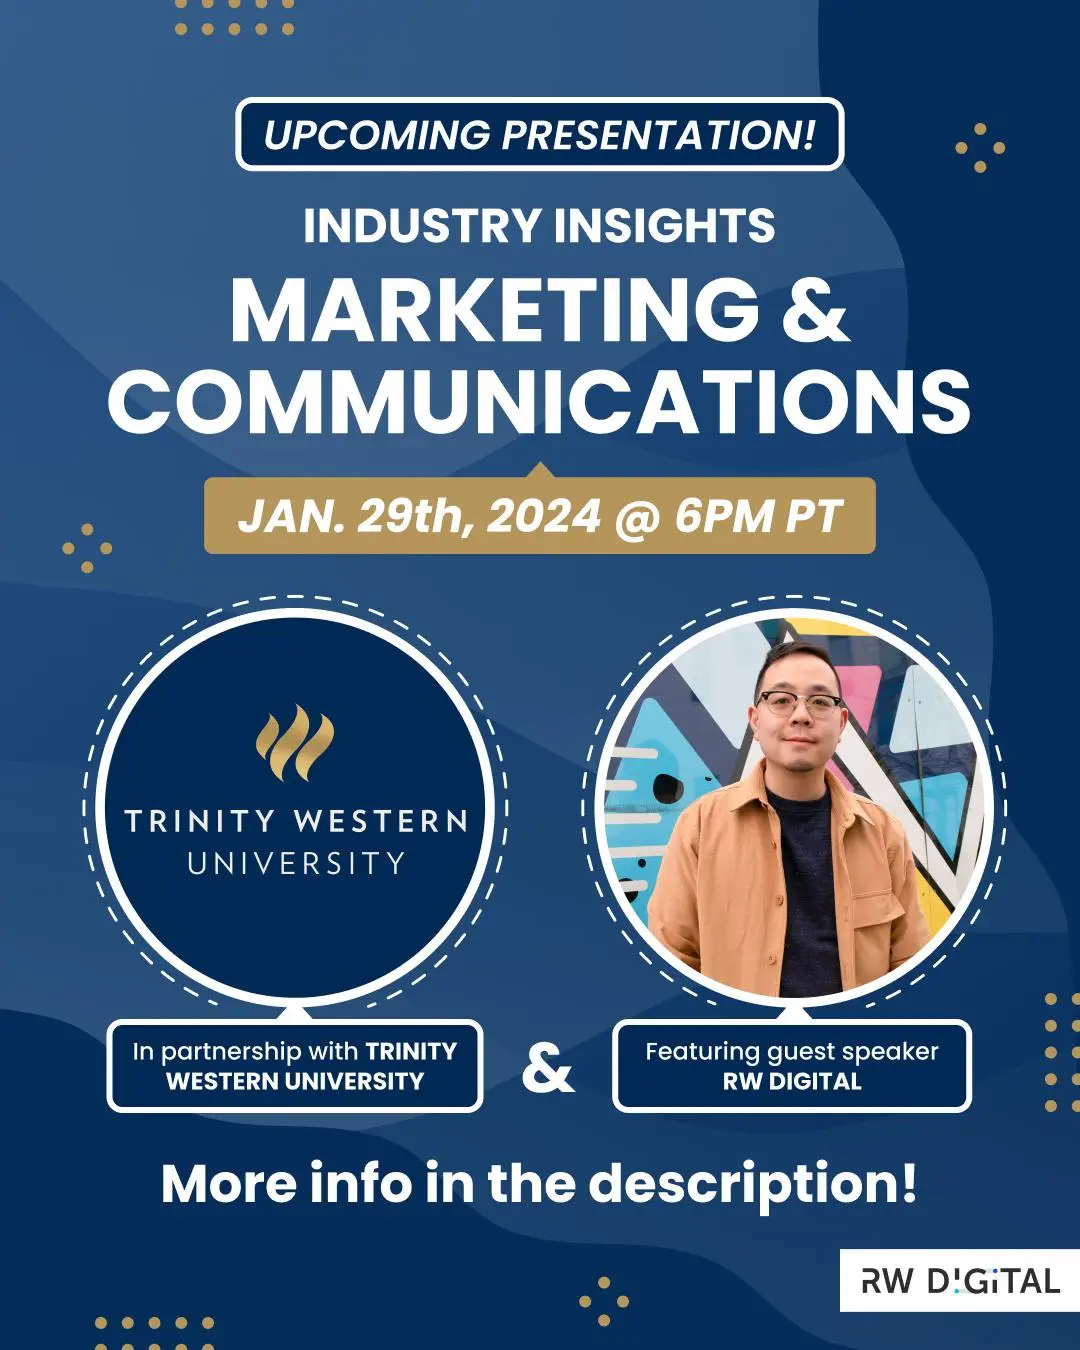 UPCOMING PRESENTATION!
INDUSTRY INSIGHTS
MARKETING &
COMMUNICATIONS
JAN. 29th, 2024 @ 6PM PT
TRINITY WESTERN
UNIVERSITY
In partnership with TRINITY
WESTERN UNIVERSITY
&
Featuring guest speaker
RW DIGITAL
More info in the description!
RW DIGITAL